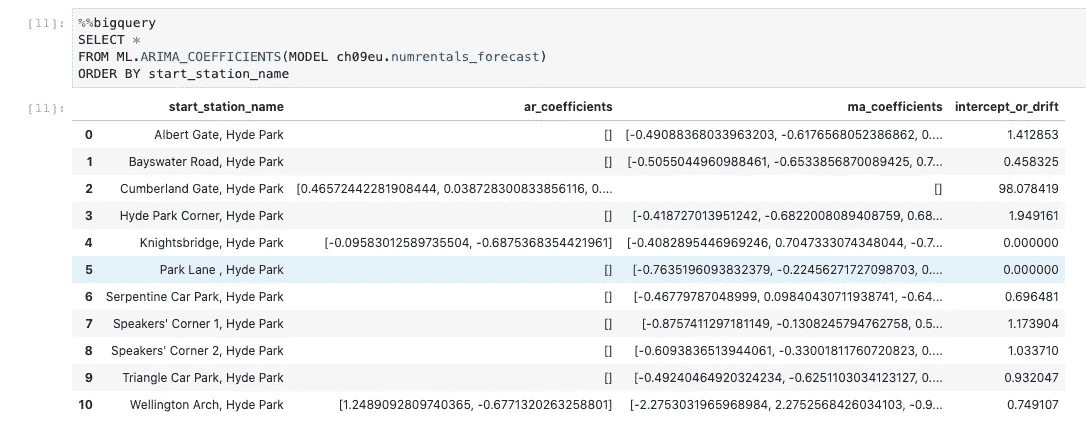 [11]: %%bigquery
SELECT *
FROM ML.ARIMA_COEFFICIENTS(MODEL ch09eu.numrentals_forecast)
ORDER BY start_station_name
[11]: start_station_name ar_coefficients ma_coefficients intercept_or_drift
0 Albert Gate, Hyde Park [] [-0.49088368033963203, -0.6176568052386862, 0.... 1.412853
1 Bayswater Road, Hyde Park [] [-0.5055044960988461, -0.6533856870089425, 0.7... 0.458325
2 Cumberland Gate, Hyde Park [0.46572442281908444, 0.038728300833856116, 0.... [] 98.078419
3 Hyde Park Corner, Hyde Park [] [-0.418727013951242, -0.6822008089408759, 0.68... 1.949161
4 Knightsbridge, Hyde Park [-0.09583012589735504, -0.6875368354421961] [-0.4082895446969246, 0.7047333074348044, -0.7... 0.000000
5 Park Lane , Hyde Park [] [-0.7635196093832379, -0.22456271727098703, 0.... 0.000000
6 Serpentine Car Park, Hyde Park [] [-0.46779787048999, 0.09840430711938741, -0.64... 0.696481
7 Speakers' Corner 1, Hyde Park [] [-0.8757411297181149, -0.1308245794762758, 0.5... 1.173904
8 Speakers' Corner 2, Hyde Park [] [-0.6093836513944061, -0.33001811760720823, 0.... 1.033710
9 Triangle Car Park, Hyde Park [] [-0.49240464920324234, -0.6251103034123127, 0.... 0.932047
10 Wellington Arch, Hyde Park [1.2489092809740365, -0.6771320263258801] [-2.2753031965968984, 2.2752568426034103, -0.9... 0.749107